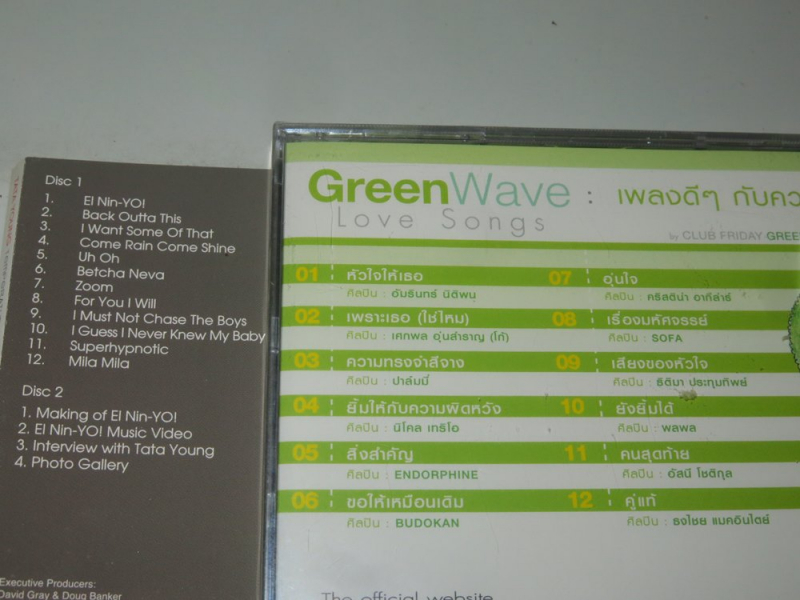 Disc 1
1. El Nin-YO!
2. Back Outta This
3. I Want Some Of That
4. Come Rain Come Shine
5. Uh Oh
6. Betcha Neva
7. Zoom
8. For You I Will
9. I Must Not Chase The Boys
10. I Guess I Never Knew My Baby
11. Superhypnotic
12. Mila Mila
Disc 2
1. Making of El Nin-YO!
2. El Nin-YO! Music Video
3. Interview with Tata Young
4. Photo Gallery
Executive Producers:
David Gray & Doug Banker
GreenWave : เพลงดีๆ กับคว
Love Songs
by CLUB FRIDAY GREE
01 หัวใจให้เธอ
ศิลปิน : อัมรินทร์ นิติพน
02 เพราะเธอ (ใช่ไหม)
ศิลปิน : เศกพล อุ่นสำราญ (โก้)
03 ความทรงจำสีจาง
ศิลปิน : ปาล์มมี่
04 ยิ้มให้กับความผิดหวัง
ศิลปิน : นิโคล เทริโอ
05 สิ่งสำคัญ
ศิลปิน : ENDORPHINE
06 ขอให้เหมือนเดิม
ศิลปิน : BUDOKAN
07 อุ่นใจ
ศิลปิน : คริสติน่า อากีล่าร์
08 เรื่องมหัศจรรย์
ศิลปิน : SOFA
09 เสียงของหัวใจ
ศิลปิน : ธิติมา ประทุมทิพย์
10 ยังยิ้มได้
ศิลปิน : พลพล
11 คนสุดท้าย
ศิลปิน : อัสนี โชติกุล
12 คู่แท้
ศิลปิน : ธงไชย แมคอินไตย์
The official website